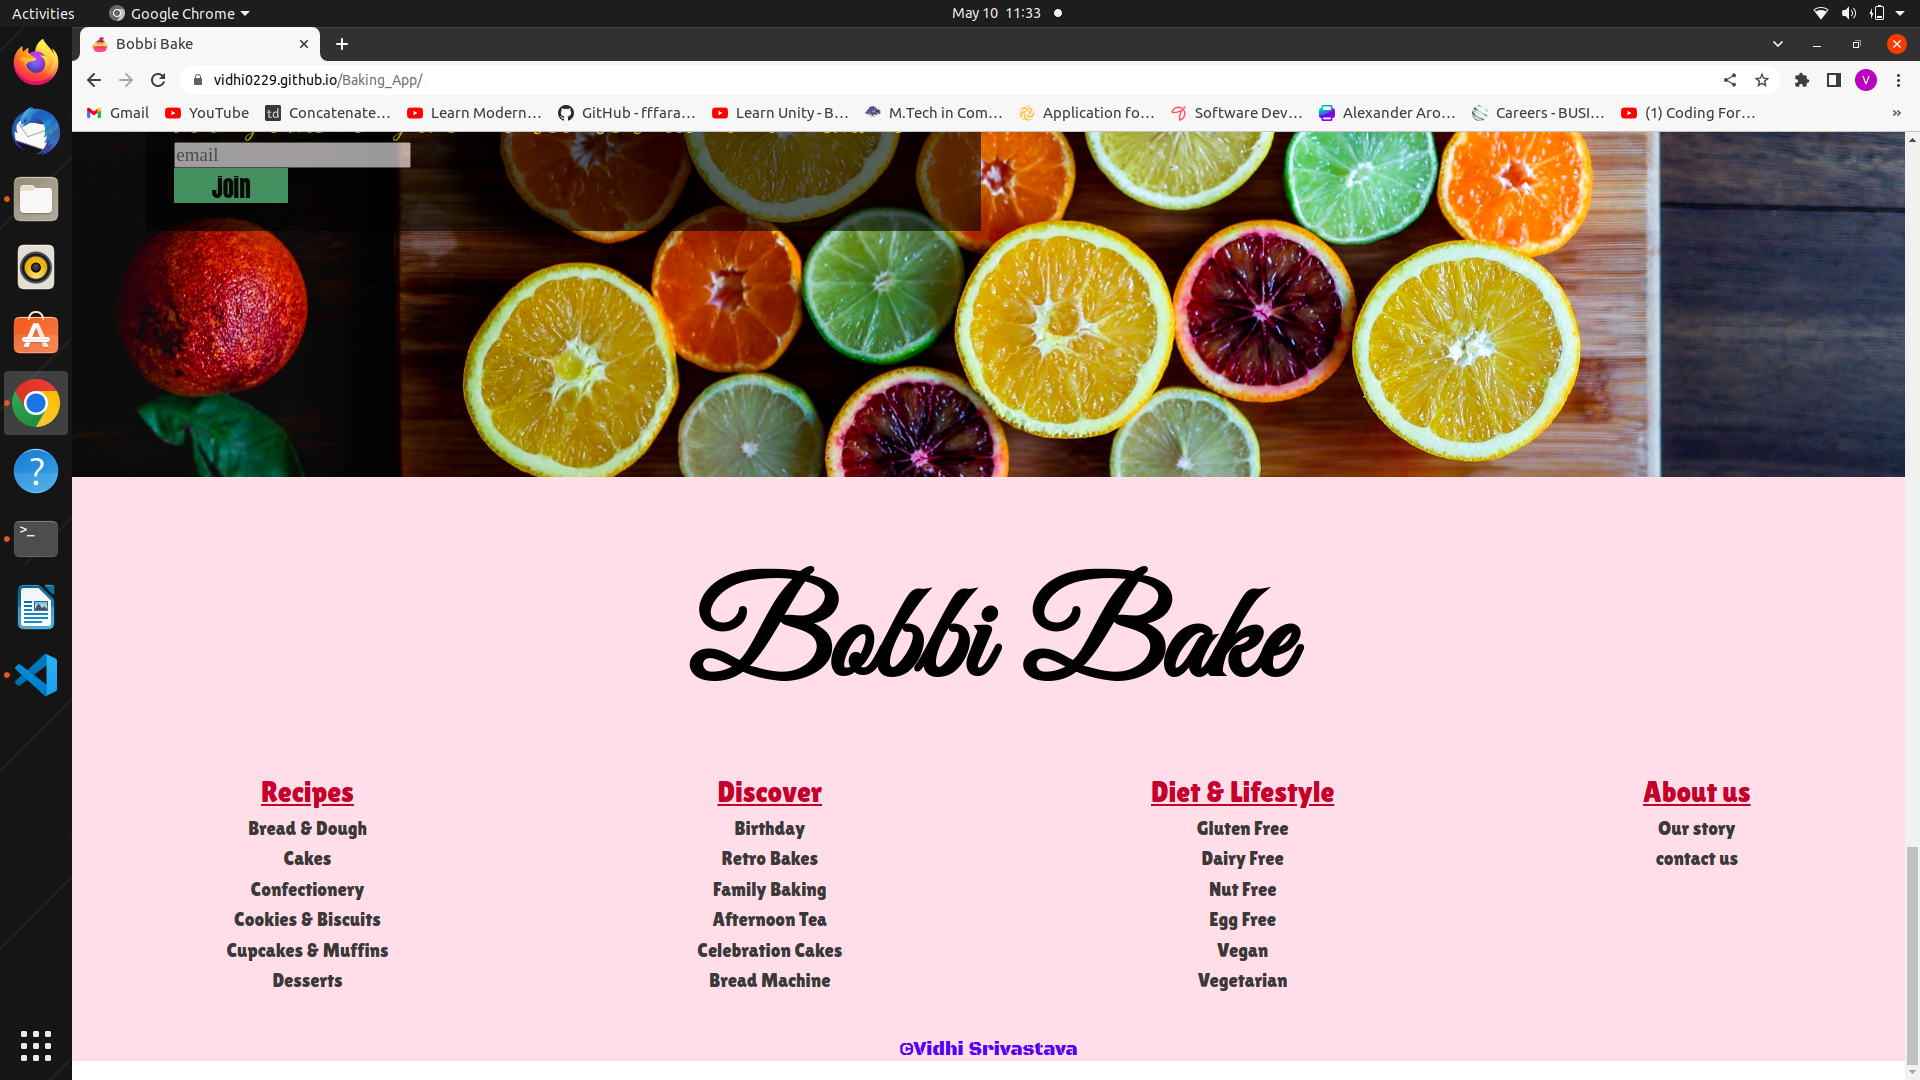 Activities
Google Chrome
May 10 11:33
Bobbi Bake
vidhi0229.github.io/Baking_App/
V
Gmail
YouTube
td
Concatenate…
Learn Modern…
GitHub - fffara…
Learn Unity - B…
M.Tech in Com…
Application fo…
Software Dev…
Alexander Aro…
Careers - BUSI…
(1) Coding For…
»
email
Join
Bobbi Bake
Recipes
Bread & Dough
Cakes
Confectionery
Cookies & Biscuits
Cupcakes & Muffins
Desserts
Discover
Birthday
Retro Bakes
Family Baking
Afternoon Tea
Celebration Cakes
Bread Machine
Diet & Lifestyle
Gluten Free
Dairy Free
Nut Free
Egg Free
Vegan
Vegetarian
About us
Our story
contact us
©Vidhi Srivastava